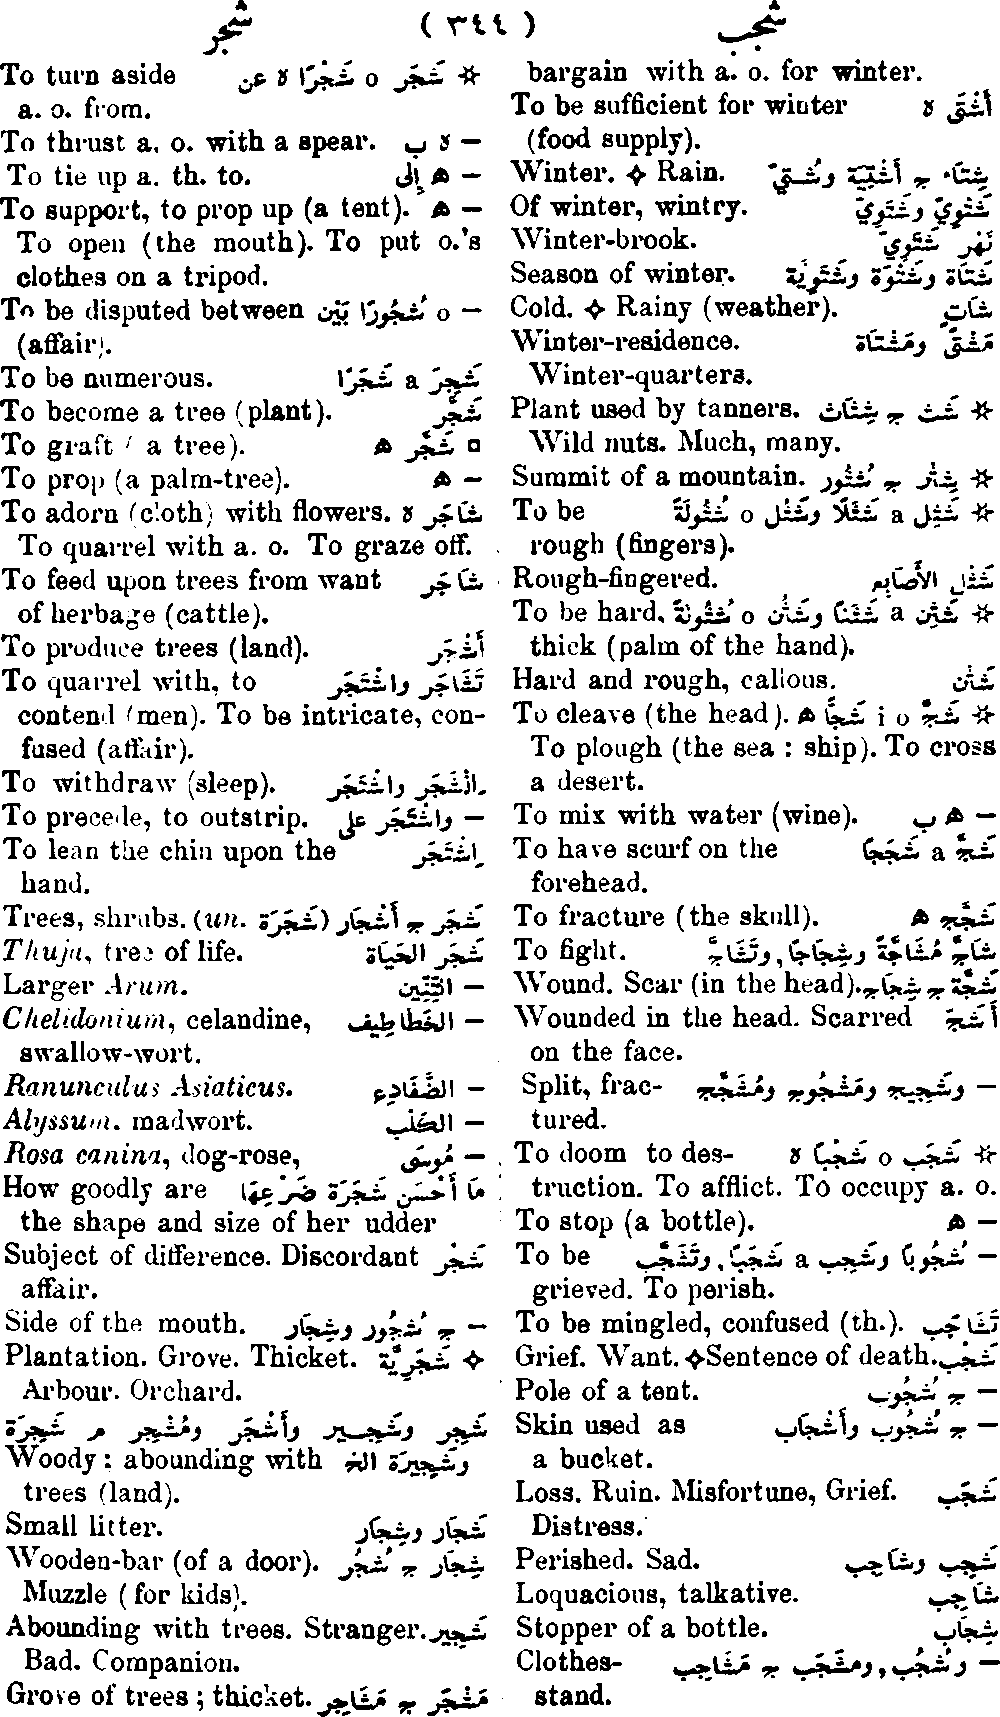 شجب ( ٣٤٤ ) شجر
bargain with a. o. for winter.
To be sufficient for winter أَشْتَى ه
(food supply).
Winter. ✧ Rain. شِتَاء ج أَشْتِيَة وشُتِيّ
Of winter, wintry. شَتْوِيّ وشَتَوِيّ
Winter-brook. نَهْر شَتَوِيّ
Season of winter. شَتَاة وشَتْوَة وشَتَوِيَّة
Cold. ✧ Rainy (weather). شَاتٍ
Winter-residence. مَشْتًى ومَشْتَاة
Winter-quarters.
Plant used by tanners. ☆ شَثّ ج شِثَاث
Wild nuts. Much, many.
Summit of a mountain. ☆ شِثْر ج شُثُور
To be ☆ شَثِل a شَثَلًا وشَثُل o شُثُولَةً
rough (fingers).
Rough-fingered. شَثْل الأَصَابِع
To be hard, ☆ شَثِن a شَثَنًا وشَثُن o شُثُونَةً
thick (palm of the hand).
Hard and rough, callous. شَثْن
To cleave (the head). ☆ شَجَّ i o شَجًّا ه
To plough (the sea : ship). To cross
a desert.
To mix with water (wine). – ه ب
To have scurf on the شَجَّ a شَجَجًا
forehead.
To fracture (the skull). شَجَّج ه
To fight. شَاجَّ مُشَاجَّةً وشِجَاجًا, وتَشَاجَّ
Wound. Scar (in the head). شَجَّة ج شِجَاج
Wounded in the head. Scarred أَشَجّ
on the face.
Split, frac- – وشَجِيج ومَشْجُوج ومُشَجَّج
tured.
To doom to des- ☆ شَجَب o شَجْبًا ه
truction. To afflict. To occupy a. o.
To stop (a bottle). – ه
To be – شُجُوبًا وشَجِب a شَجَبًا, وتَشَجَّب
grieved. To perish.
To be mingled, confused (th.). تَشَاجَب
Grief. Want. ✧Sentence of death. شَجْب
Pole of a tent. – ج شُجُوب
Skin used as – ج شُجُوب وأَشْجَاب
a bucket.
Loss. Ruin. Misfortune, Grief. شَجَب
Distress.
Perished. Sad. شَجِب وشَاجِب
Loquacious, talkative. شَاجِب
Stopper of a bottle. شِجَاب
Clothes- – وشُجُب, ومِشْجَب ج مَشَاجِب
stand.
To turn aside ☆ شَجَر o شَجْرًا ه عن
a. o. from.
To thrust a. o. with a spear. – ه ب
To tie up a. th. to. – ه إِلى
To support, to prop up (a tent). – ه
To open (the mouth). To put o.'s
clothes on a tripod.
To be disputed between – o شُجُورًا بَيْن
(affair).
To be numerous. شَجِرَ a شَجَرًا
To become a tree (plant). شَجَّر
To graft ( a tree). □ شَجَّر ه
To prop (a palm-tree). – ه
To adorn (cloth) with flowers. شَاجَر ه
To quarrel with a. o. To graze off.
To feed upon trees from want شَاجَر
of herbage (cattle).
To produce trees (land). أَشْجَر
To quarrel with, to تَشَاجَر واشْتَجَر
contend (men). To be intricate, con-
fused (affair).
To withdraw (sleep). إِنْشَجَر واشْتَجَر
To precede, to outstrip. – واشْتَجَر على
To lean the chin upon the إِشْتَجَر
hand.
Trees, shrubs. (un. شَجَرَة) شَجَر ج أَشْجَار
Thuja, tree of life. شَجَر الحَيَاة
Larger Arum. – التِّنِّين
Chelidonium, celandine, – الخَطَاطِيف
swallow-wort.
Ranunculus Asiaticus. – الضَّفَادِع
Alyssum. madwort. – الكَلْب
Rosa canina, dog-rose, – مُوسَى
How goodly are مَا أَحْسَن شَجَرَة ضَرْعِهَا
the shape and size of her udder
Subject of difference. Discordant شَجْر
affair.
Side of the mouth. – ج شُجُور وشِجَار
Plantation. Grove. Thicket. ✧ شَجَرِيَّة
Arbour. Orchard.
شَجِر وشَجِير وأَشْجَر ومُشْجِر م شَجِرَة
Woody : abounding with وشَجِيرَة الخ
trees (land).
Small litter. شَجَار وشِجَار
Wooden-bar (of a door). شِجَار ج شُجُر
Muzzle (for kids).
Abounding with trees. Stranger. شَجِير
Bad. Companion.
Grove of trees ; thicket. مَشْجَر ج مَشَاجِر